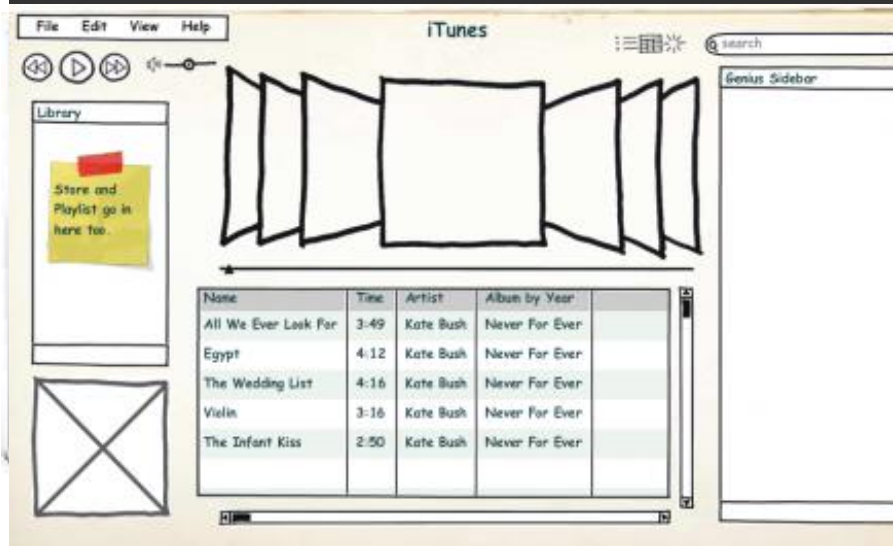 File Edit View Help
iTunes
search
Genius Sidebar
Library
Store and
Playlist go in
here too.
Name Time Artist Album by Year
All We Ever Look For 3:49 Kate Bush Never For Ever
Egypt 4:12 Kate Bush Never For Ever
The Wedding List 4:16 Kate Bush Never For Ever
Violin 3:16 Kate Bush Never For Ever
The Infant Kiss 2:50 Kate Bush Never For Ever